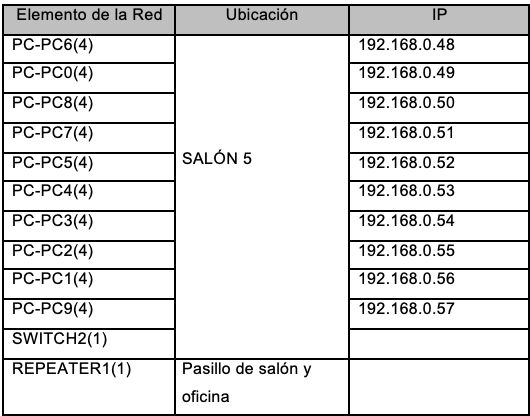 Elemento de la Red Ubicación IP
PC-PC6(4) 192.168.0.48
PC-PC0(4) 192.168.0.49
PC-PC8(4) 192.168.0.50
PC-PC7(4) 192.168.0.51
PC-PC5(4) SALÓN 5 192.168.0.52
PC-PC4(4) 192.168.0.53
PC-PC3(4) 192.168.0.54
PC-PC2(4) 192.168.0.55
PC-PC1(4) 192.168.0.56
PC-PC9(4) 192.168.0.57
SWITCH2(1)
REPEATER1(1) Pasillo de salón y
oficina